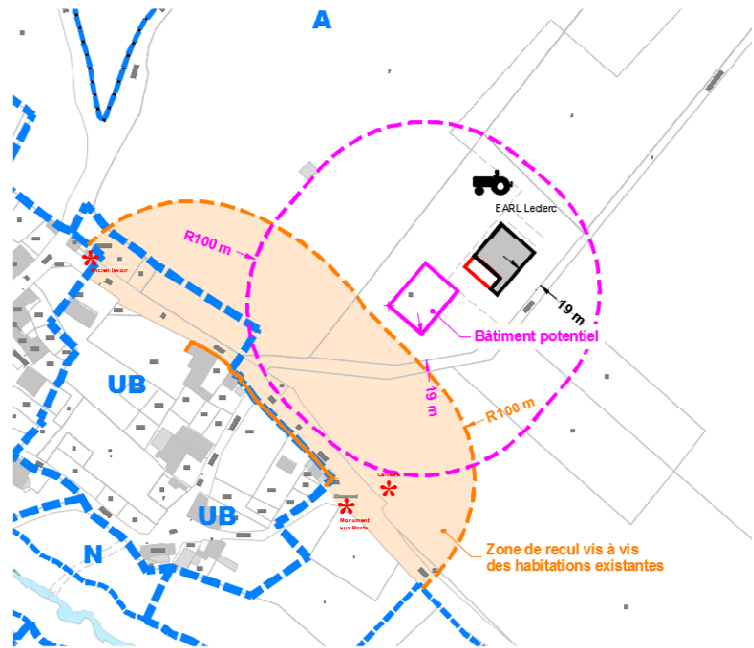 A
EARL Lederc
R100 m
19 m
Bâtiment potentiel
UB
19 m
R100 m
UB
Monument
aux Morts
N
Zone de recul vis à vis
des habitations existantes